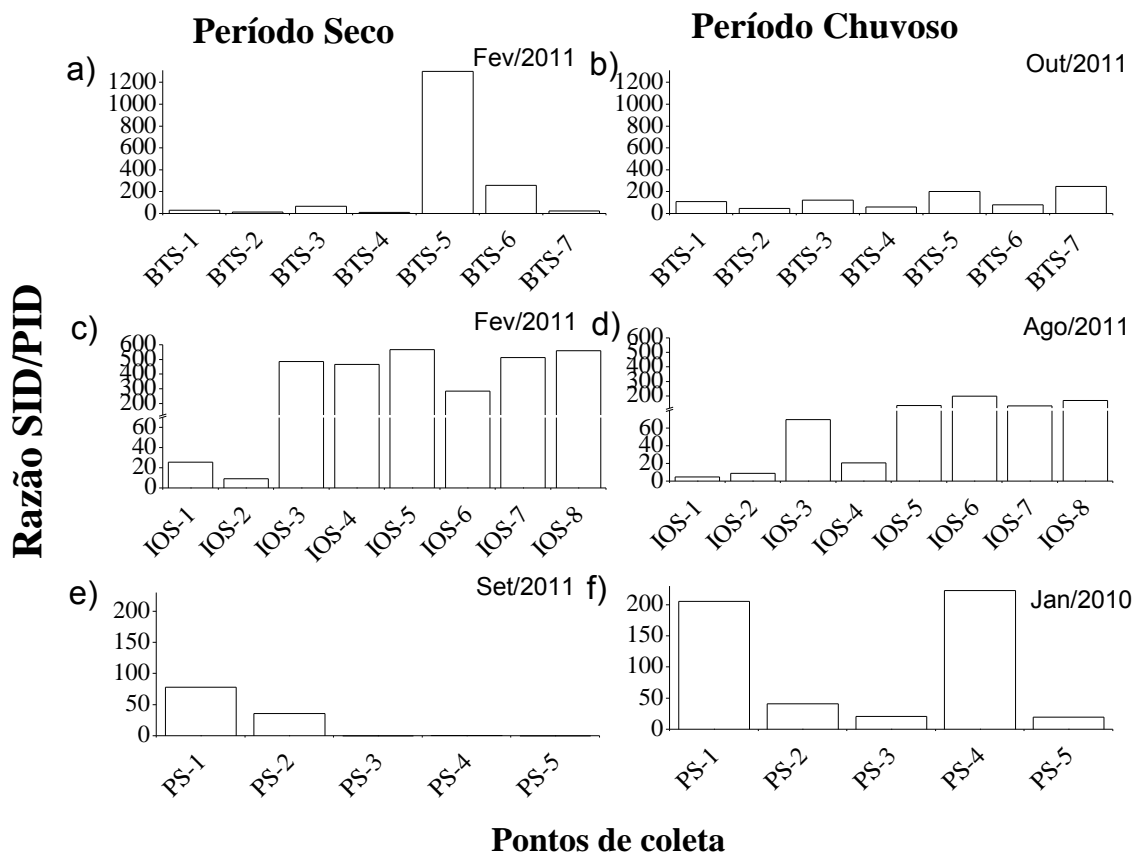 Período Seco
Período Chuvoso
a)
Fev/2011
1200
1000
800
600
400
200
0
BTS-1
BTS-2
BTS-3
BTS-4
BTS-5
BTS-6
BTS-7
b)
Out/2011
1200
1000
800
600
400
200
0
BTS-1
BTS-2
BTS-3
BTS-4
BTS-5
BTS-6
BTS-7
Razão SID/PID
c)
Fev/2011
600
500
400
300
200
60
40
20
0
IOS-1
IOS-2
IOS-3
IOS-4
IOS-5
IOS-6
IOS-7
IOS-8
d)
Ago/2011
600
500
400
300
200
60
40
20
0
IOS-1
IOS-2
IOS-3
IOS-4
IOS-5
IOS-6
IOS-7
IOS-8
e)
Set/2011
200
150
100
50
0
PS-1
PS-2
PS-3
PS-4
PS-5
f)
Jan/2010
200
150
100
50
0
PS-1
PS-2
PS-3
PS-4
PS-5
Pontos de coleta